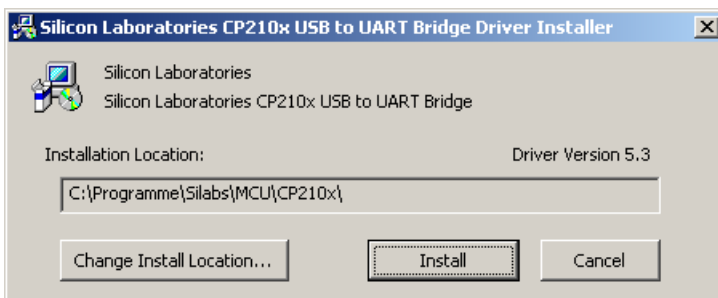 Silicon Laboratories CP210x USB to UART Bridge Driver Installer
Silicon Laboratories
Silicon Laboratories CP210x USB to UART Bridge
Installation Location: Driver Version 5.3
C:\Programme\Silabs\MCU\CP210x\
Change Install Location... Install Cancel